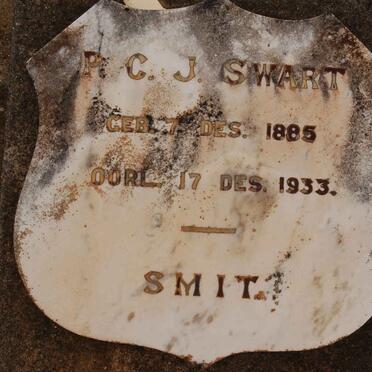 P. C. J. SWART
GEB. 7 DES. 1885
OORL. 17 DES. 1933.
SMIT.